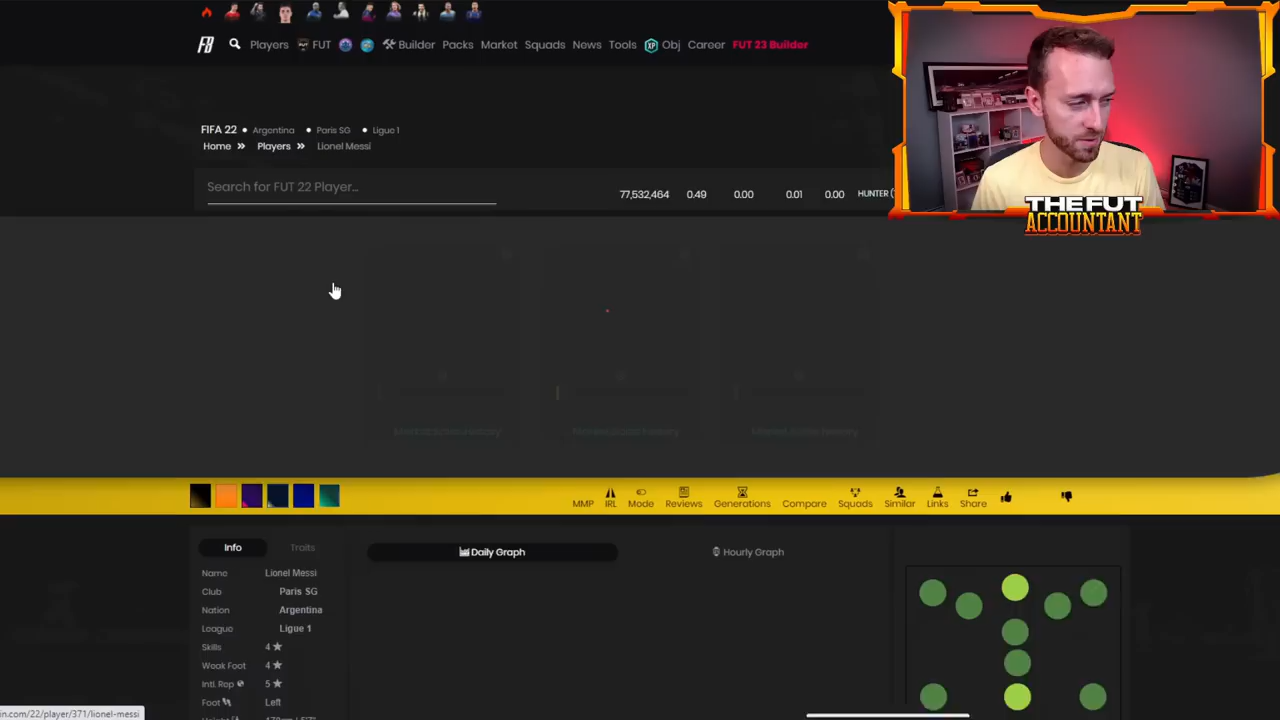 F8 Players FUT Builder Packs Market Squads News Tools XP Obj Career FUT 23 Builder
FIFA 22 • Argentina • Paris SG • Ligue 1
Home » Players » Lionel Messi
Search for FUT 22 Player...
77,532,464 0.49 0.00 0.01 0.00 HUNTER
THE FUT
ACCOUNTANT
MMP IRL Mode Reviews Generations Compare Squads Similar Links Share
Info Traits
Daily Graph Hourly Graph
Name Lionel Messi
Club Paris SG
Nation Argentina
League Ligue 1
Skills 4★
Weak Foot 4★
Intl. Rep 5★
Foot Left
in.com/22/player/371/lionel-messi